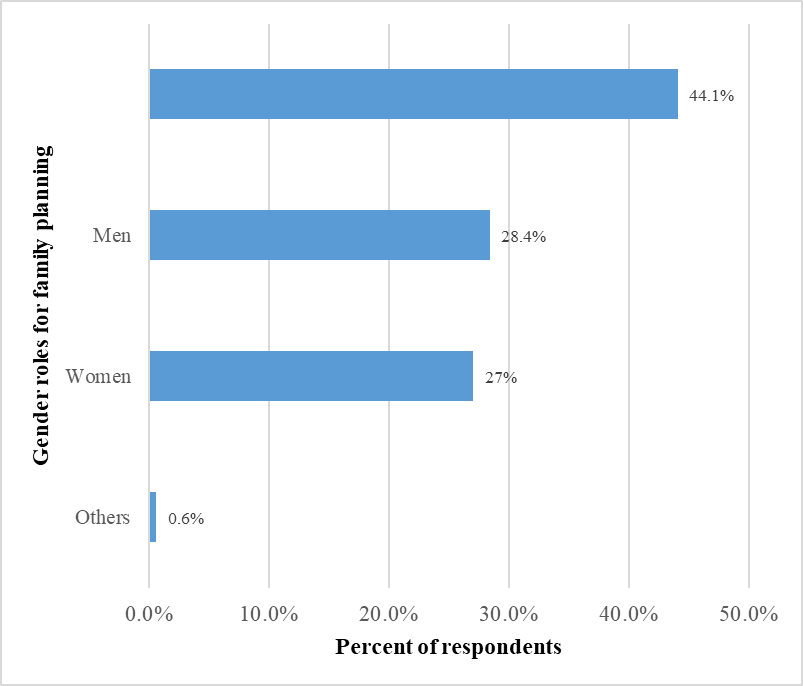 Gender roles for family planning
44.1%
Men
28.4%
Women
27%
Others
0.6%
0.0%
10.0%
20.0%
30.0%
40.0%
50.0%
Percent of respondents